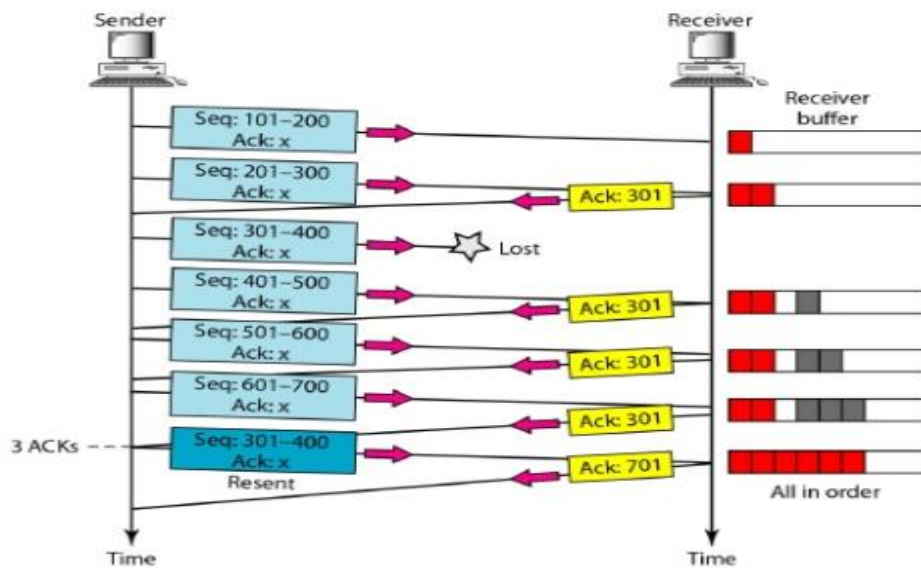 Sender
Receiver
Receiver
buffer
Seq: 101–200
Ack: x
Seq: 201–300
Ack: x
Ack: 301
Seq: 301–400
Ack: x
Lost
Seq: 401–500
Ack: x
Ack: 301
Seq: 501–600
Ack: x
Ack: 301
Seq: 601–700
Ack: x
Ack: 301
3 ACKs
Seq: 301–400
Ack: x
Resent
Ack: 701
All in order
Time
Time